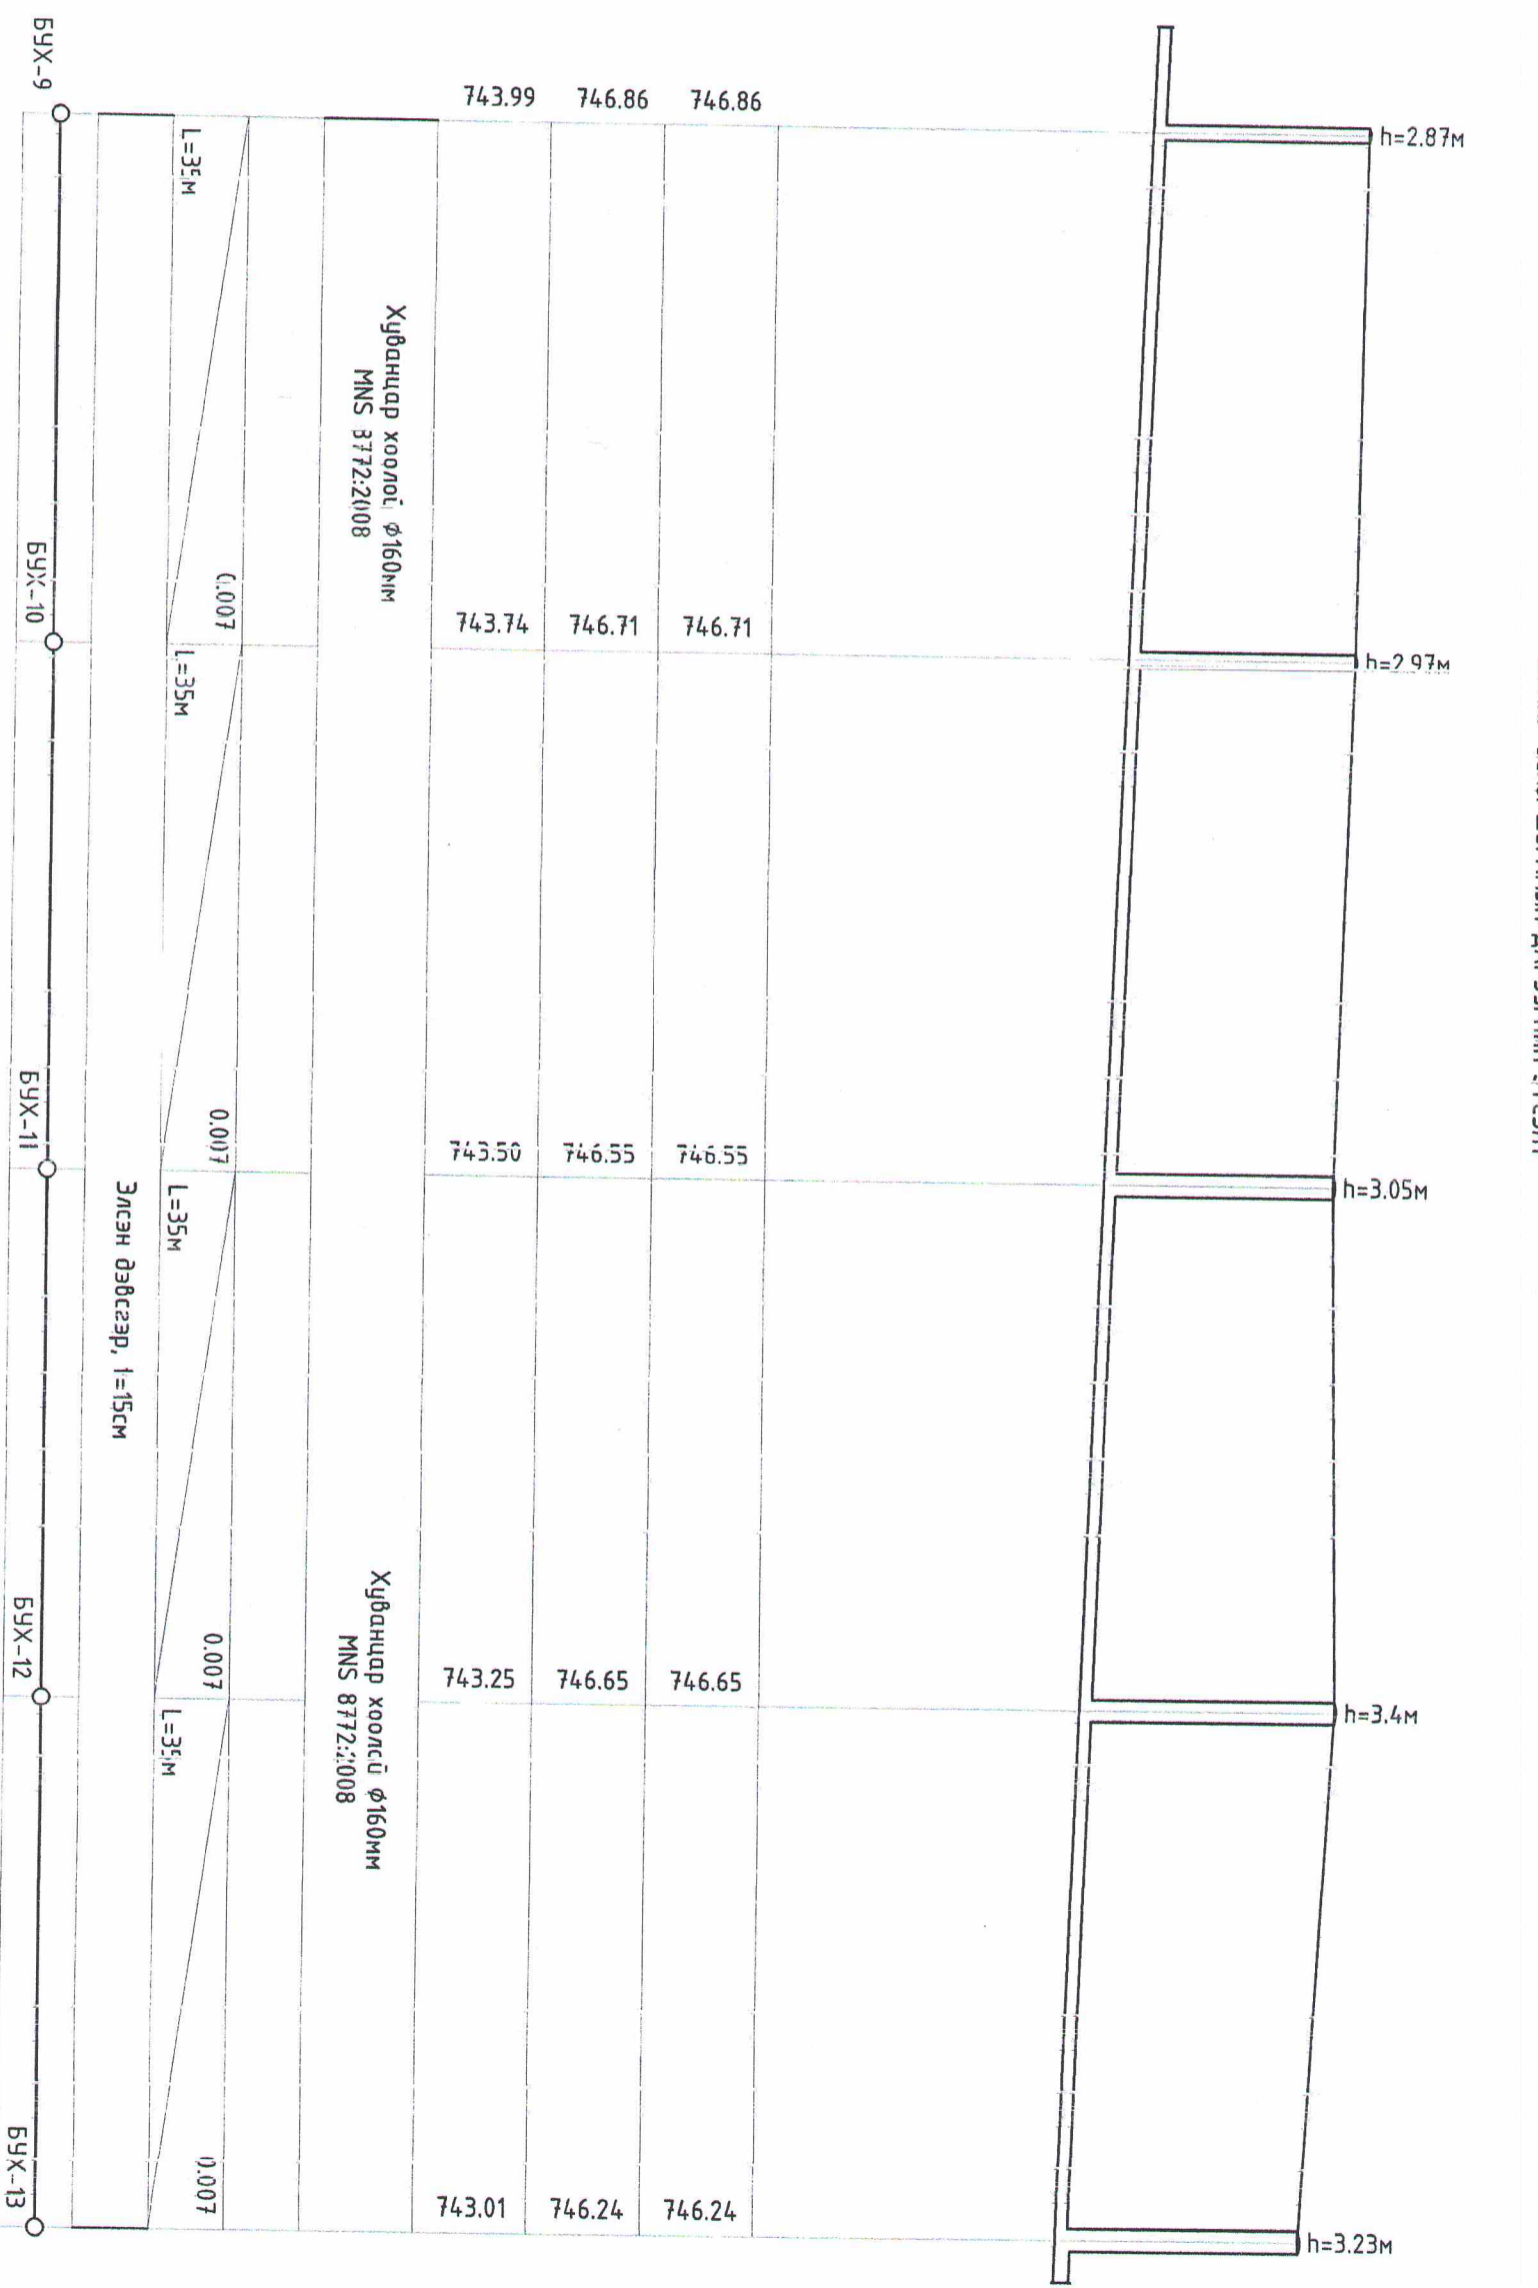 h=2.87м
h=2.97м
h=3.05м
h=3.4м
h=3.23м
746.86
746.71
746.55
746.65
746.24
746.86
746.71
746.55
746.65
746.24
743.99
743.74
743.50
743.25
743.01
Хуванцар хоолой, ф160мм
MNS 8772:2008
Хуванцар хоолой ф160мм
MNS 8772:2008
0.007
0.007
0.007
0.007
L=35м
L=35м
L=35м
L=35м
Элсэн дэвсгэр, t=15см
БУХ-9
БУХ-10
БУХ-11
БУХ-12
БУХ-13